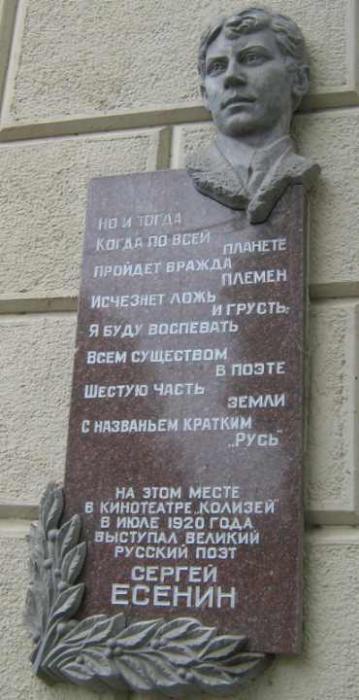 НО И ТОГДА
КОГДА ПО ВСЕЙ
ПЛАНЕТЕ
ПРОЙДЕТ ВРАЖДА
ПЛЕМЕН
ИСЧЕЗНЕТ ЛОЖЬ
И ГРУСТЬ,
Я БУДУ ВОСПЕВАТЬ
ВСЕМ СУЩЕСТВОМ
В ПОЭТЕ
ШЕСТУЮ ЧАСТЬ
ЗЕМЛИ
С НАЗВАНЬЕМ КРАТКИМ
„РУСЬ”
НА ЭТОМ МЕСТЕ
В КИНОТЕАТРЕ „КОЛИЗЕЙ”
В ИЮЛЕ 1920 ГОДА
ВЫСТУПАЛ ВЕЛИКИЙ
РУССКИЙ ПОЭТ
СЕРГЕЙ
ЕСЕНИН